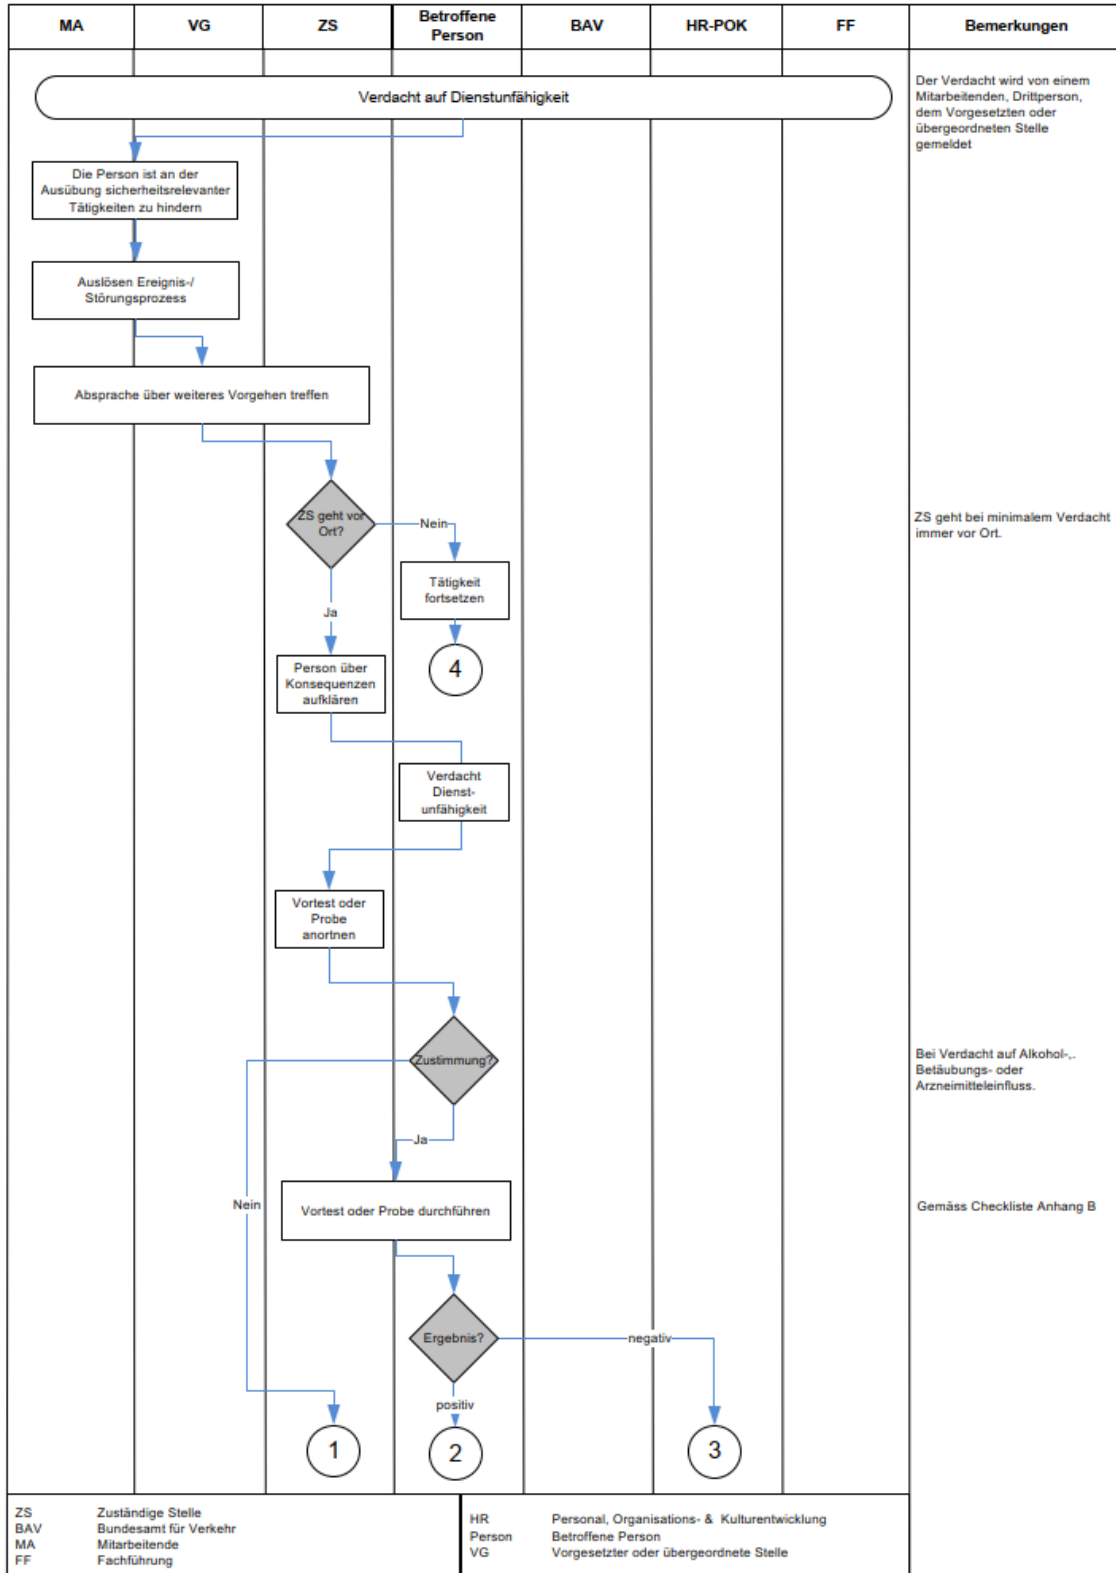 MA
VG
ZS
Betroffene
Person
BAV
HR-POK
FF
Bemerkungen
Verdacht auf Dienstunfähigkeit
Der Verdacht wird von einem
Mitarbeitenden, Drittperson,
dem Vorgesetzten oder
übergeordneten Stelle
gemeldet
Die Person ist an der
Ausübung sicherheitsrelevanter
Tätigkeiten zu hindern
Auslösen Ereignis-/
Störungsprozess
Absprache über weiteres Vorgehen treffen
ZS geht vor
Ort?
Nein
ZS geht bei minimalem Verdacht
immer vor Ort.
Tätigkeit
fortsetzen
Ja
4
Person über
Konsequenzen
aufklären
Verdacht
Dienst-
unfähigkeit
Vortest oder
Probe
anortnen
Zustimmung?
Bei Verdacht auf Alkohol-,.
Betäubungs- oder
Arzneimitteleinfluss.
Ja
Nein
Vortest oder Probe durchführen
Gemäss Checkliste Anhang B
Ergebnis?
negativ
positiv
1
2
3
ZS Zuständige Stelle
BAV Bundesamt für Verkehr
MA Mitarbeitende
FF Fachführung
HR Personal, Organisations- & Kulturentwicklung
Person Betroffene Person
VG Vorgesetzter oder übergeordnete Stelle